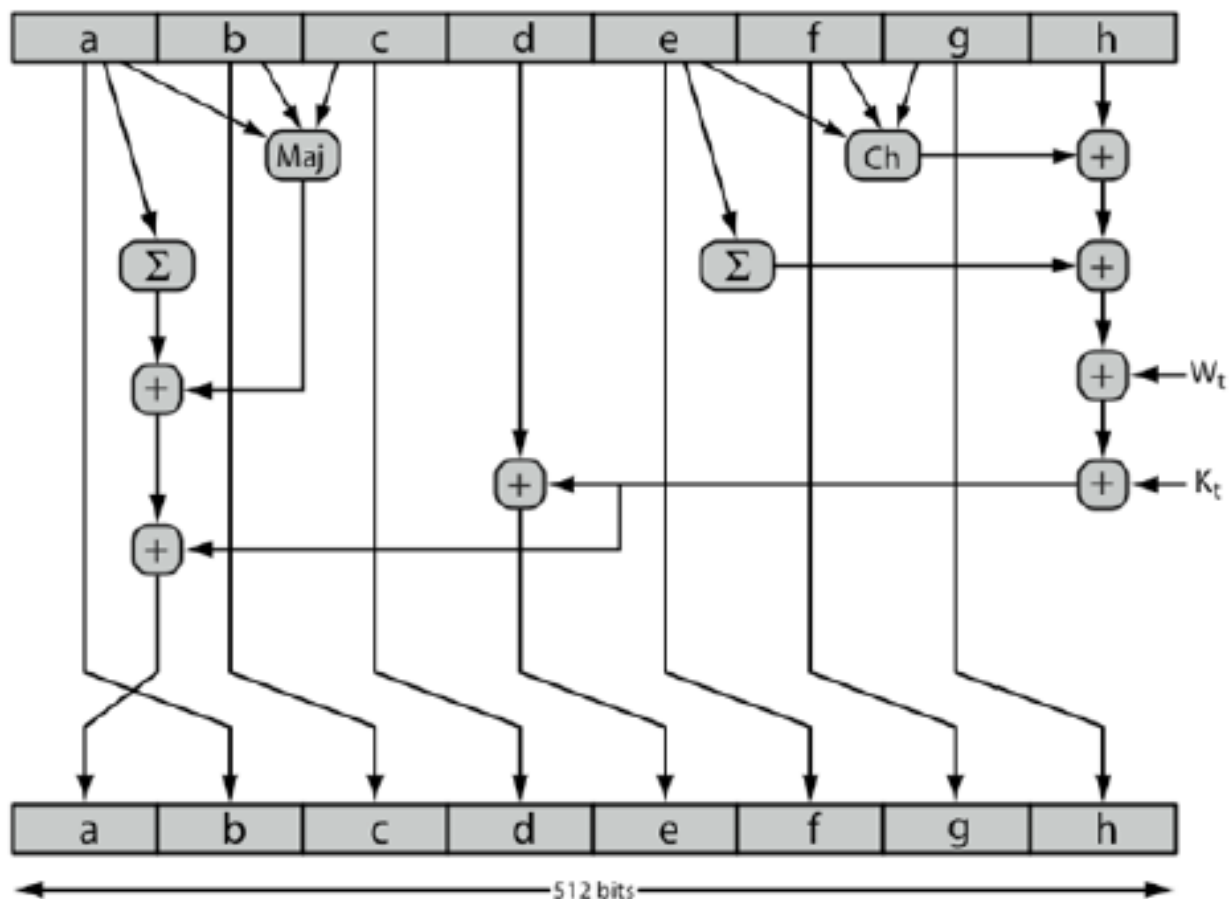 a b c d e f g h
Maj Ch +
Σ Σ +
+ + Wₜ
+ + Kₜ
+
a b c d e f g h
512 bits